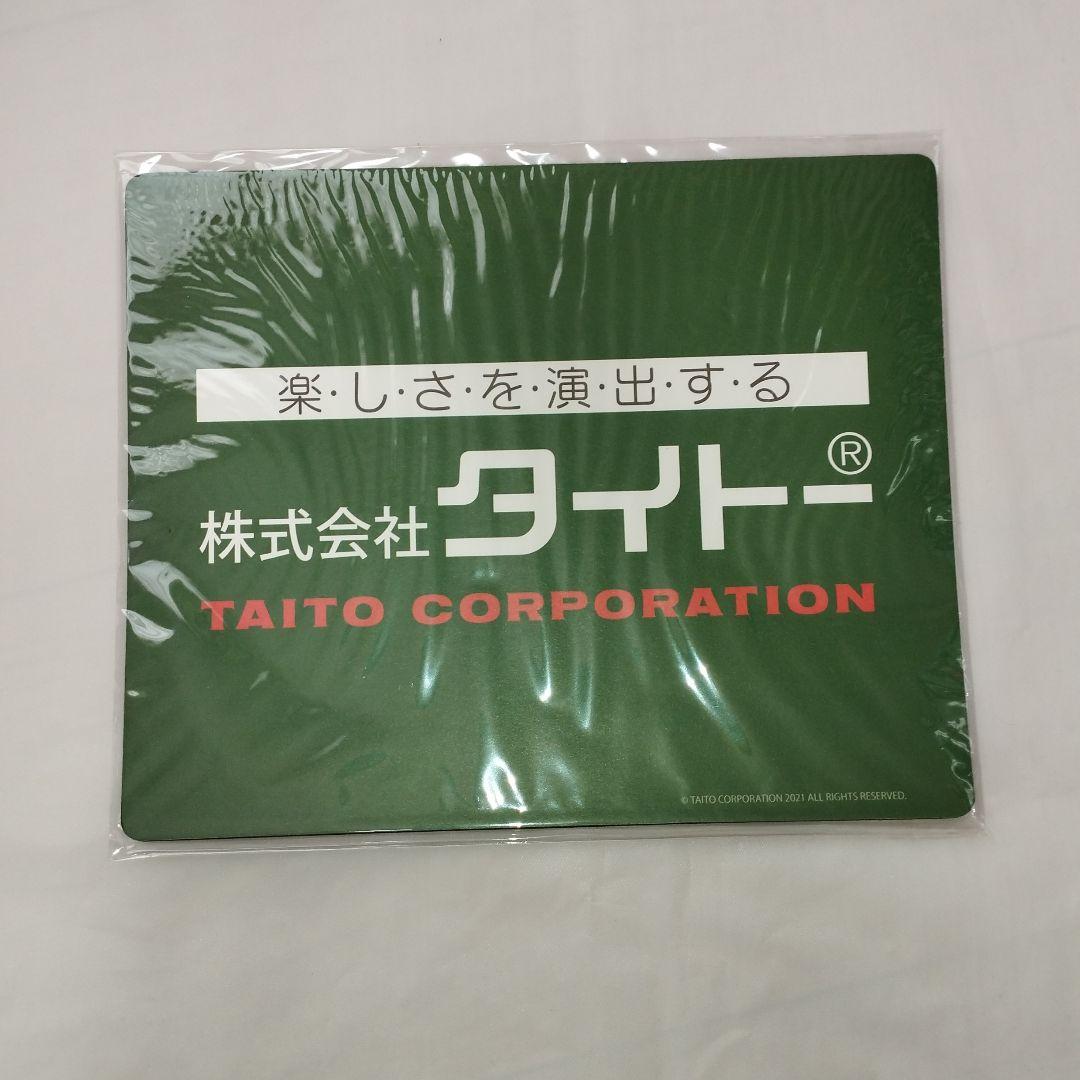 楽・し・さ・を・演・出・す・る
株式会社 タイトー®
TAITO CORPORATION
© TAITO CORPORATION 2021 ALL RIGHTS RESERVED.